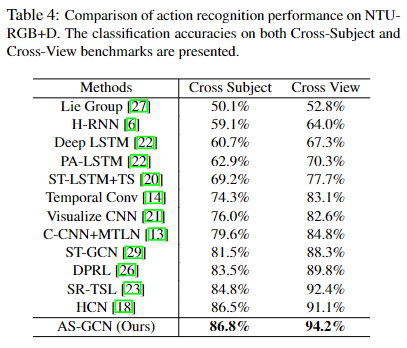 Table 4: Comparison of action recognition performance on NTU-
RGB+D. The classification accuracies on both Cross-Subject and
Cross-View benchmarks are presented.
Methods Cross Subject Cross View
Lie Group [27] 50.1% 52.8%
H-RNN [6] 59.1% 64.0%
Deep LSTM [22] 60.7% 67.3%
PA-LSTM [22] 62.9% 70.3%
ST-LSTM+TS [20] 69.2% 77.7%
Temporal Conv [14] 74.3% 83.1%
Visualize CNN [21] 76.0% 82.6%
C-CNN+MTLN [13] 79.6% 84.8%
ST-GCN [29] 81.5% 88.3%
DPRL [26] 83.5% 89.8%
SR-TSL [23] 84.8% 92.4%
HCN [18] 86.5% 91.1%
AS-GCN (Ours) 86.8% 94.2%